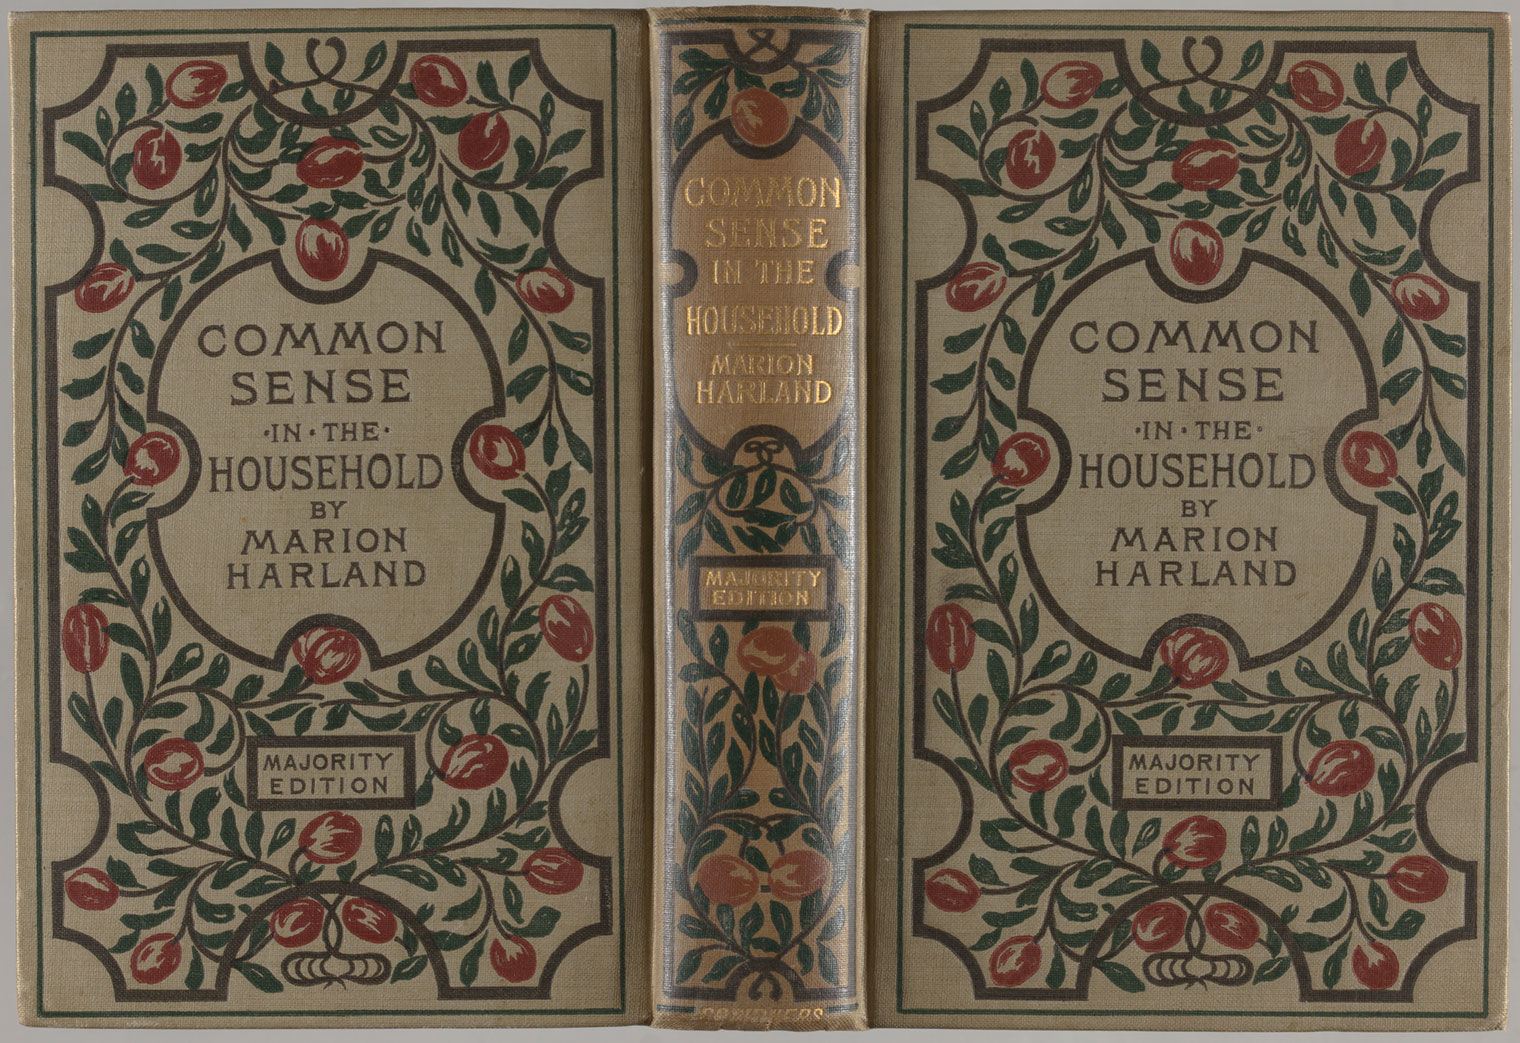 COMMON
SENSE
·IN·THE·
HOUSEHOLD
BY
MARION
HARLAND
MAJORITY
EDITION
COMMON
SENSE
IN THE
HOUSEHOLD
MARION
HARLAND
MAJORITY
EDITION
SCRIBNERS
COMMON
SENSE
·IN·THE·
HOUSEHOLD
BY
MARION
HARLAND
MAJORITY
EDITION